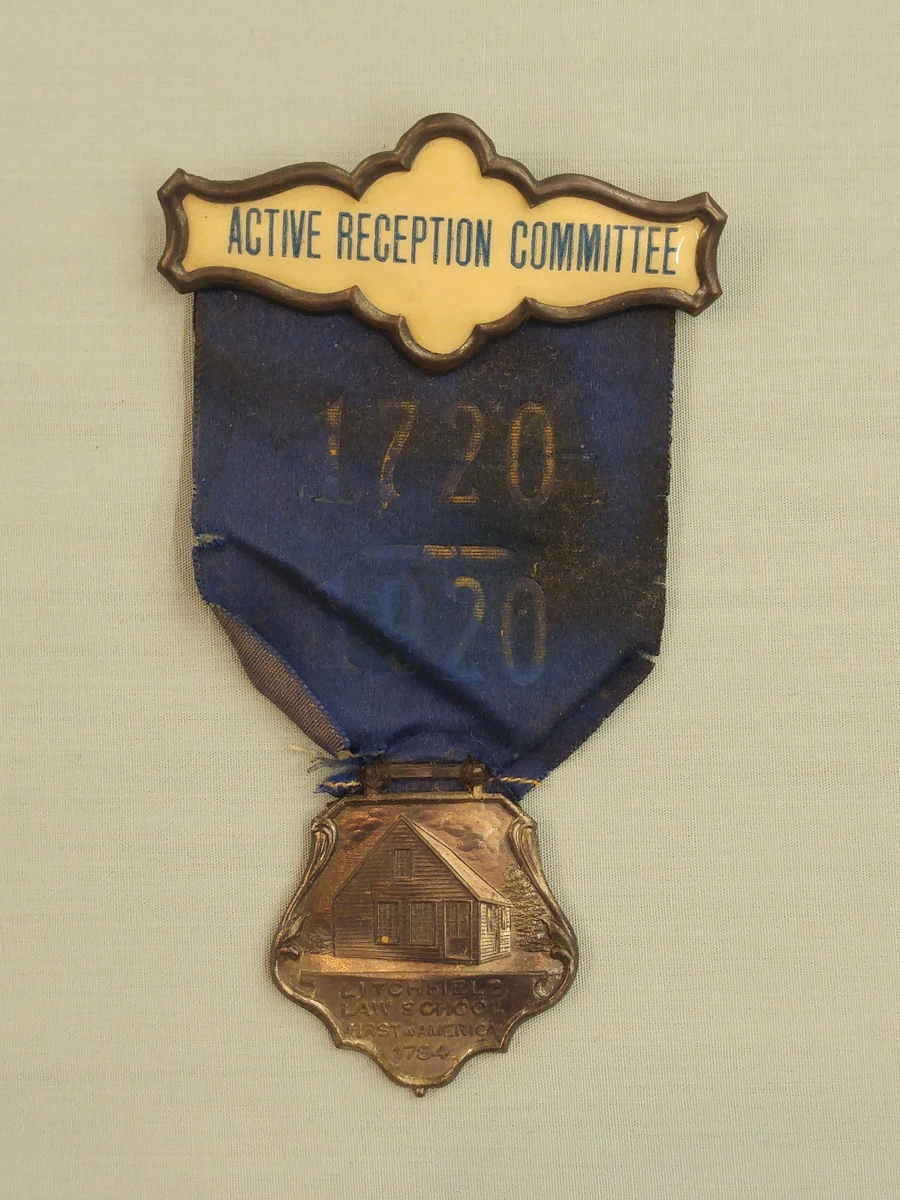 ACTIVE RECEPTION COMMITTEE
1720
—
1920
LITCHFIELD
LAW SCHOOL
FIRST IN AMERICA
1784